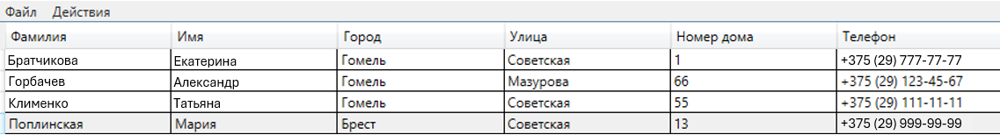 Файл Действия
Фамилия Имя Город Улица Номер дома Телефон
Братчикова Екатерина Гомель Советская 1 +375 (29) 777-77-77
Горбачев Александр Гомель Мазурова 66 +375 (29) 123-45-67
Клименко Татьяна Гомель Советская 55 +375 (29) 111-11-11
Поплинская Мария Брест Советская 13 +375 (29) 999-99-99